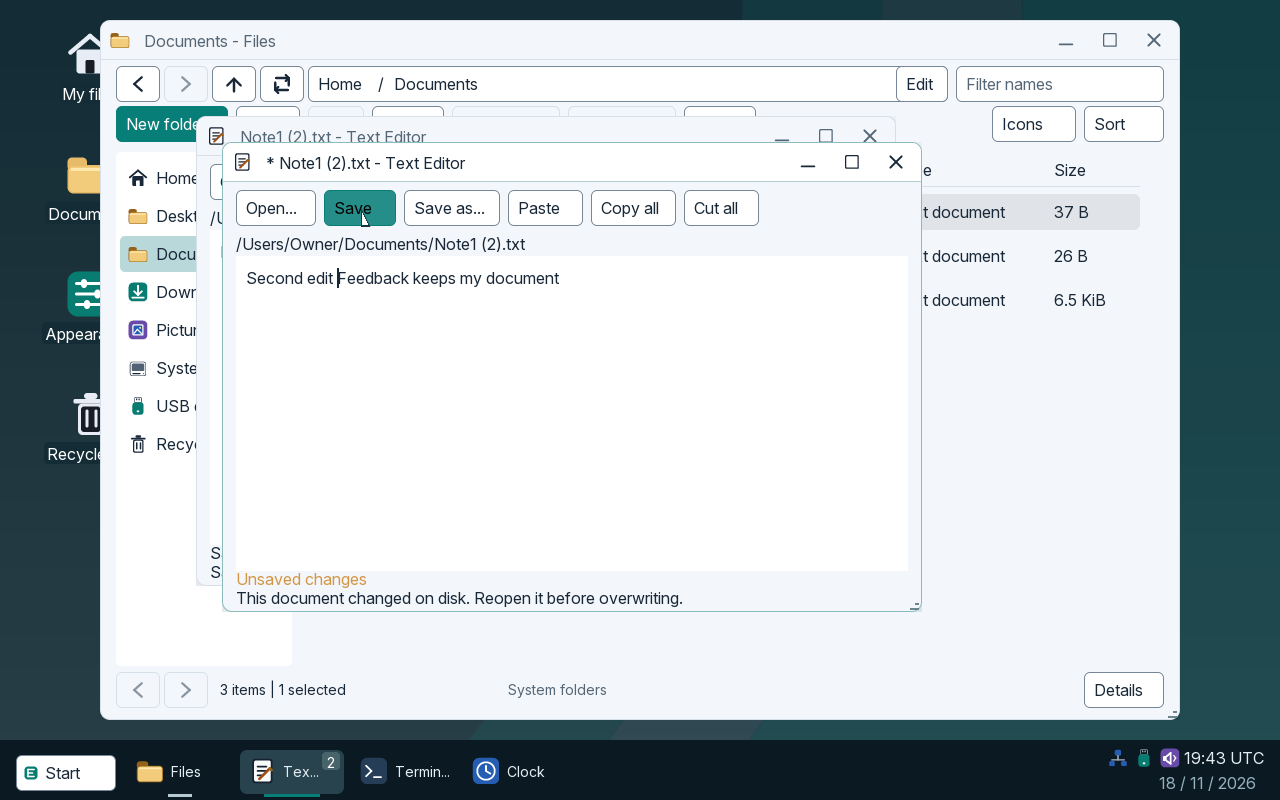 My fil
Docum
Appeara
Recycle
Documents - Files
Home / Documents
Edit
Filter names
New folde
Icons
Sort
Home
Deskt
Docu
Down
Pictur
Syste
USB
Recy
e
Size
t document
37 B
t document
26 B
t document
6.5 KiB
Note1 (2).txt - Text Editor
* Note1 (2).txt - Text Editor
Open...
Save
Save as...
Paste
Copy all
Cut all
/Users/Owner/Documents/Note1 (2).txt
Second edit Feedback keeps my document
Unsaved changes
This document changed on disk. Reopen it before overwriting.
S
S
3 items | 1 selected
System folders
Details
E
Start
Files
Tex...
2
Termin...
Clock
19:43 UTC
18 / 11 / 2026